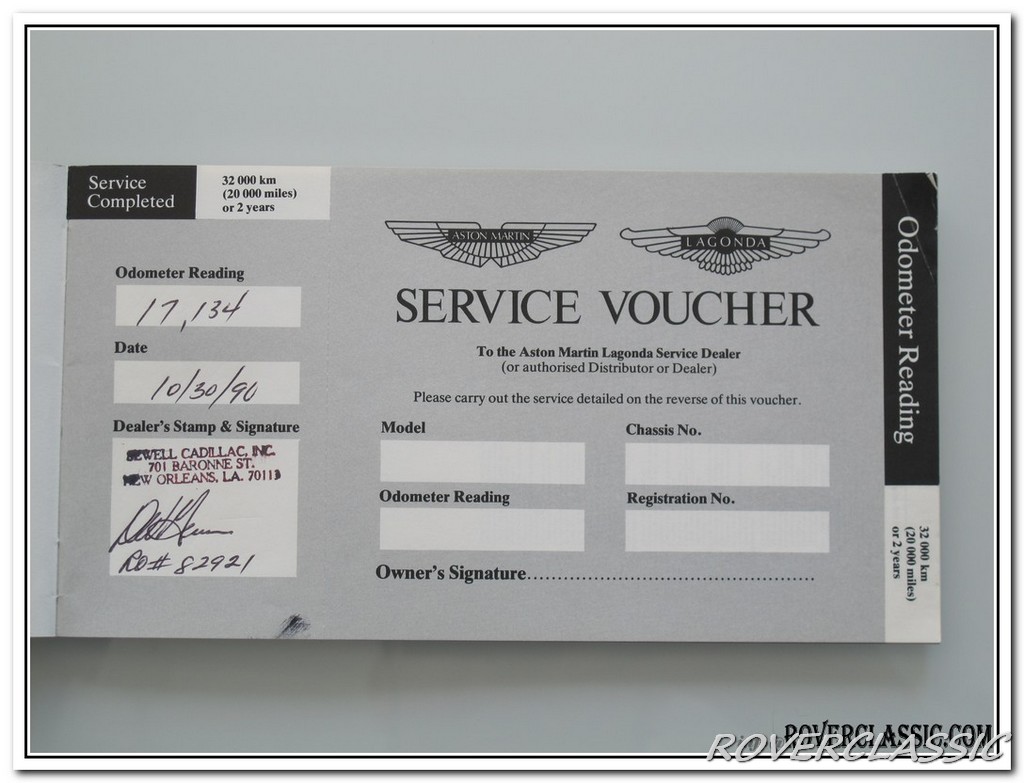 Service
Completed
32 000 km
(20 000 miles)
or 2 years
Odometer Reading
17,134
Date
10/30/90
Dealer's Stamp & Signature
SEWELL CADILLAC, INC.
701 BARONNE ST.
NEW ORLEANS, LA. 70113
RO# 82921
ASTON MARTIN
LAGONDA
SERVICE VOUCHER
To the Aston Martin Lagonda Service Dealer
(or authorised Distributor or Dealer)
Please carry out the service detailed on the reverse of this voucher.
Model
Chassis No.
Odometer Reading
Registration No.
Owner's Signature
Odometer Reading
32 000 km
(20 000 miles)
or 2 years
ROVERCLASSIC.COM
ROVERCLASSIC